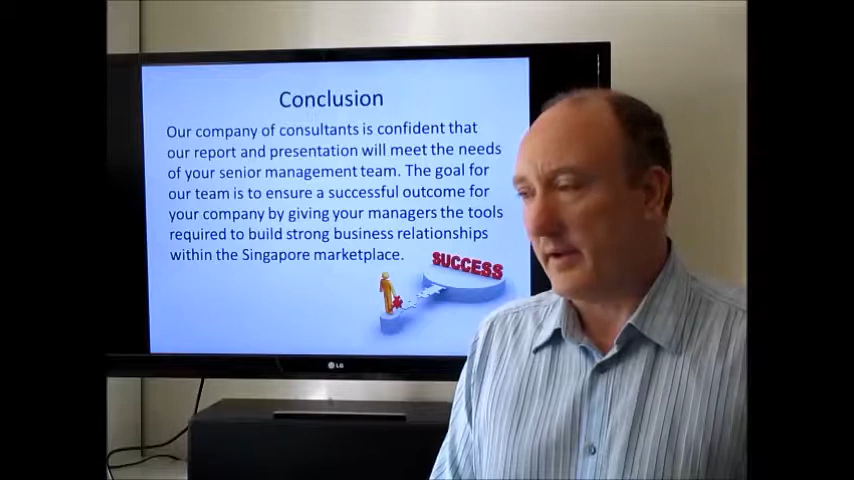 Conclusion
Our company of consultants is confident that
our report and presentation will meet the needs
of your senior management team. The goal for
our team is to ensure a successful outcome for
your company by giving your managers the tools
required to build strong business relationships
within the Singapore marketplace.
SUCCESS
LG